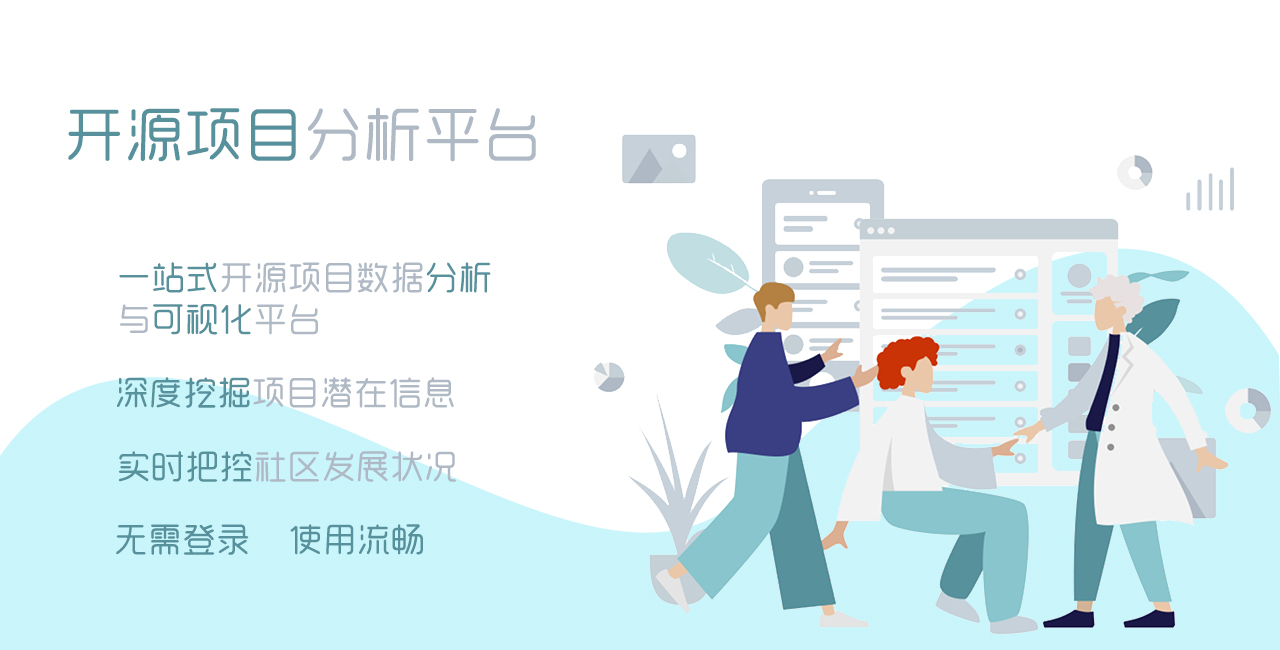 开源项目分析平台
一站式开源项目数据分析
与可视化平台
深度挖掘项目潜在信息
实时把控社区发展状况
无需登录 使用流畅